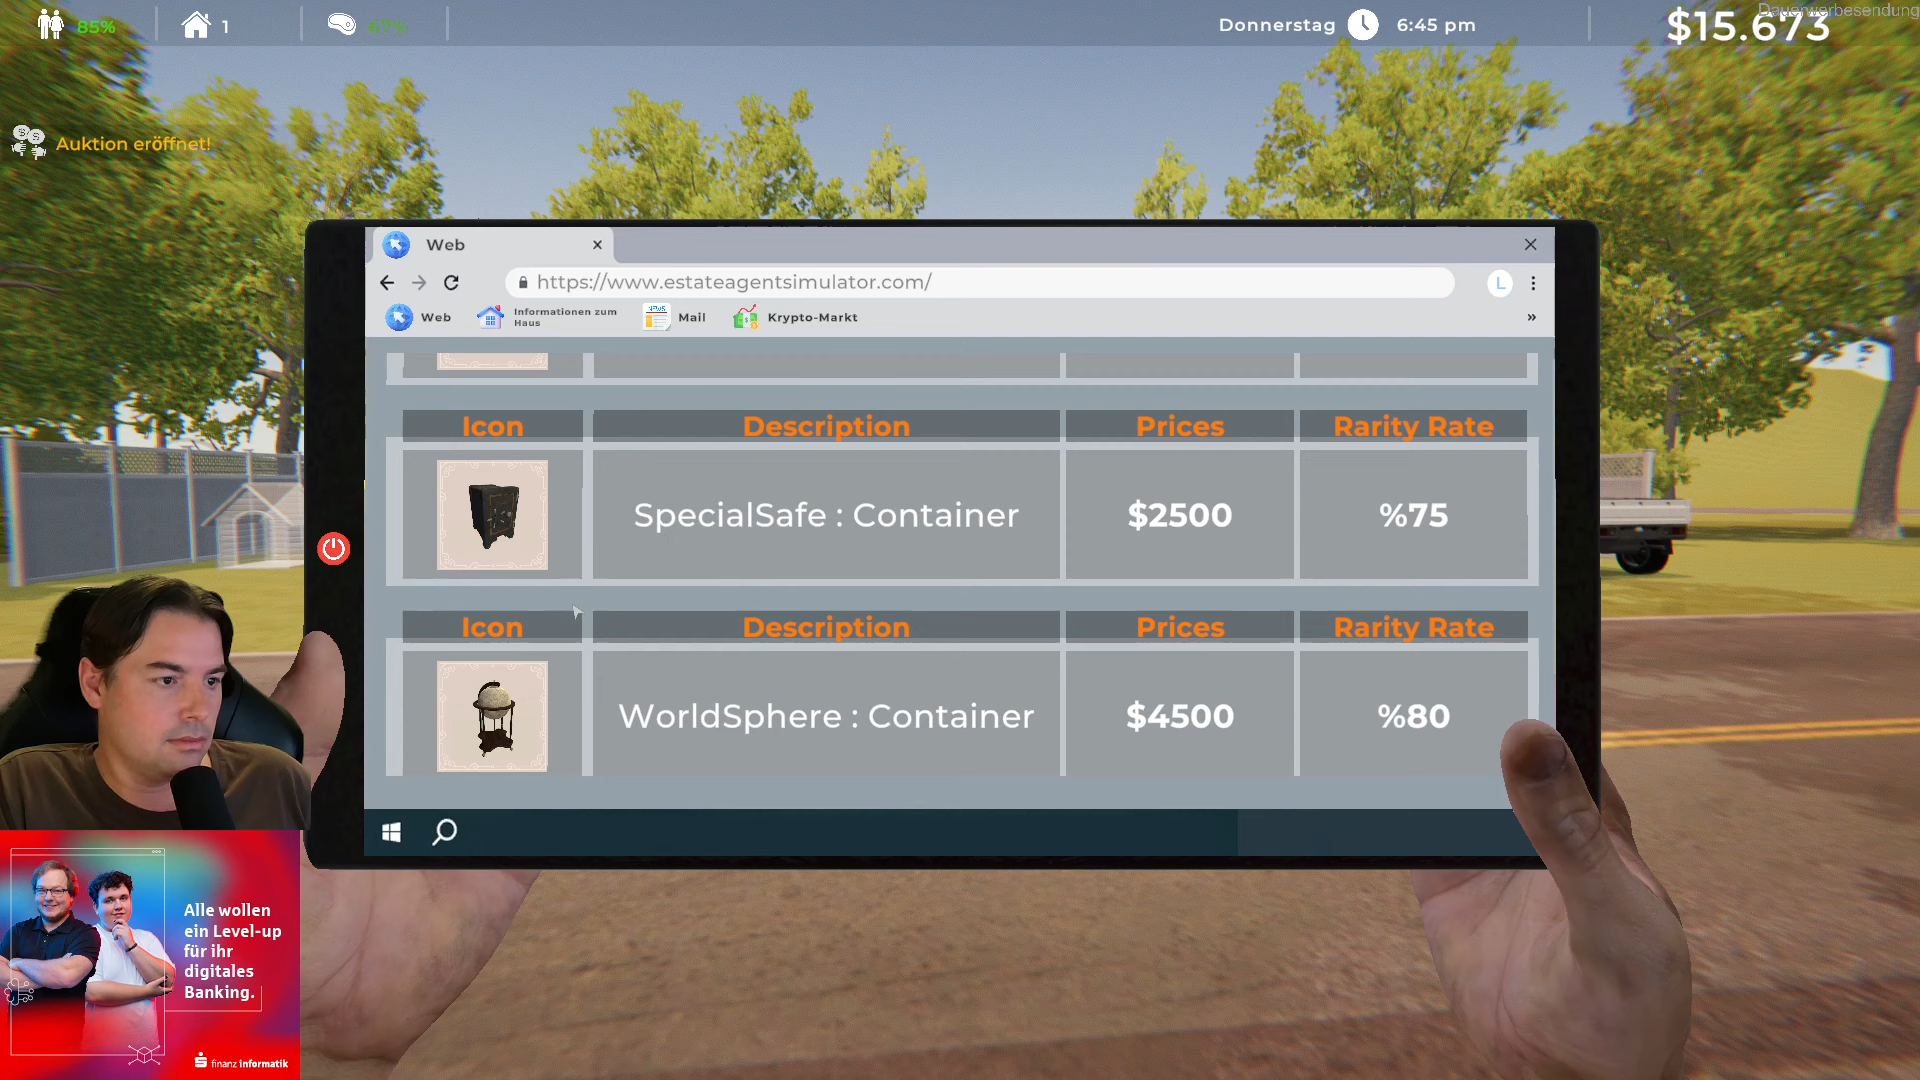 85%
1
67%
Donnerstag 6:45 pm
Dauerwerbesendung
$15.673
Auktion eröffnet!
Web
https://www.estateagentsimulator.com/
L
Web
Informationen zum
Haus
NEWS
Mail
Krypto-Markt
»
Icon Description Prices Rarity Rate
SpecialSafe : Container $2500 %75
Icon Description Prices Rarity Rate
WorldSphere : Container $4500 %80
Alle wollen
ein Level-up
für ihr
digitales
Banking.
finanz informatik